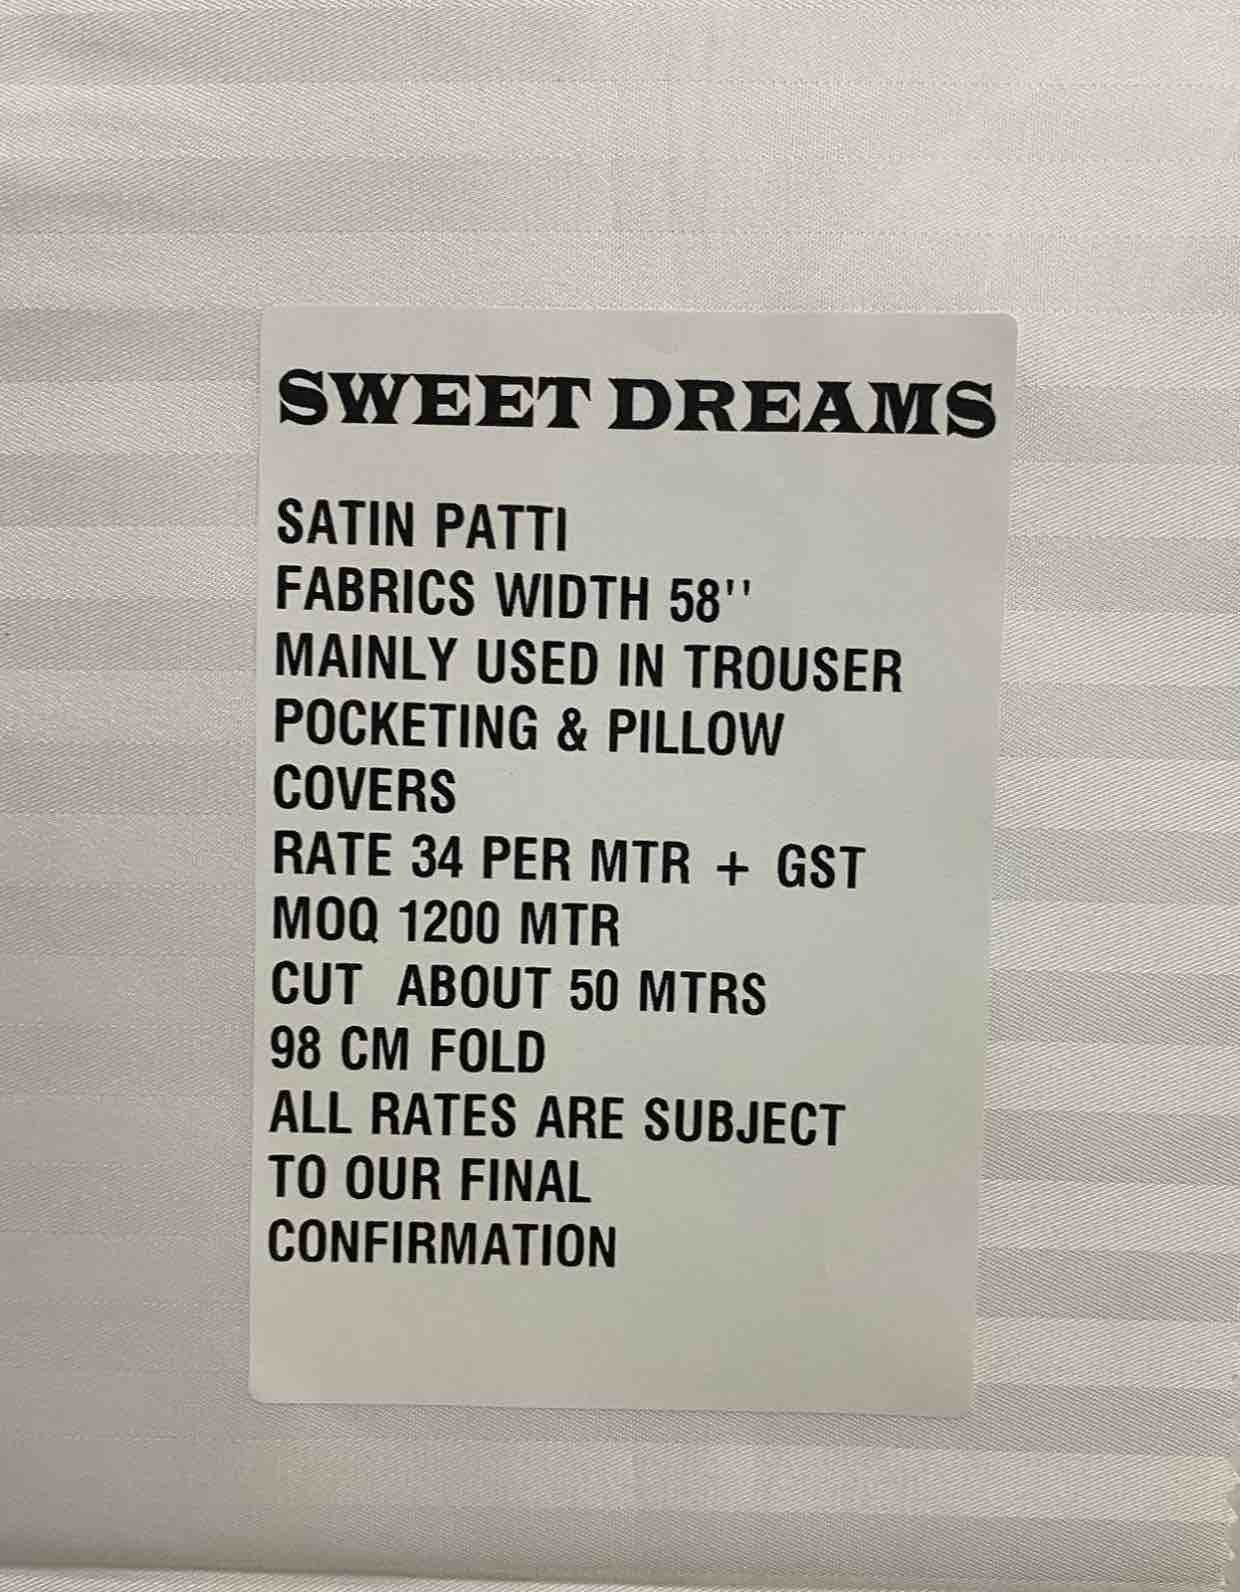 SWEET DREAMS
SATIN PATTI
FABRICS WIDTH 58''
MAINLY USED IN TROUSER
POCKETING & PILLOW
COVERS
RATE 34 PER MTR + GST
MOQ 1200 MTR
CUT ABOUT 50 MTRS
98 CM FOLD
ALL RATES ARE SUBJECT
TO OUR FINAL
CONFIRMATION